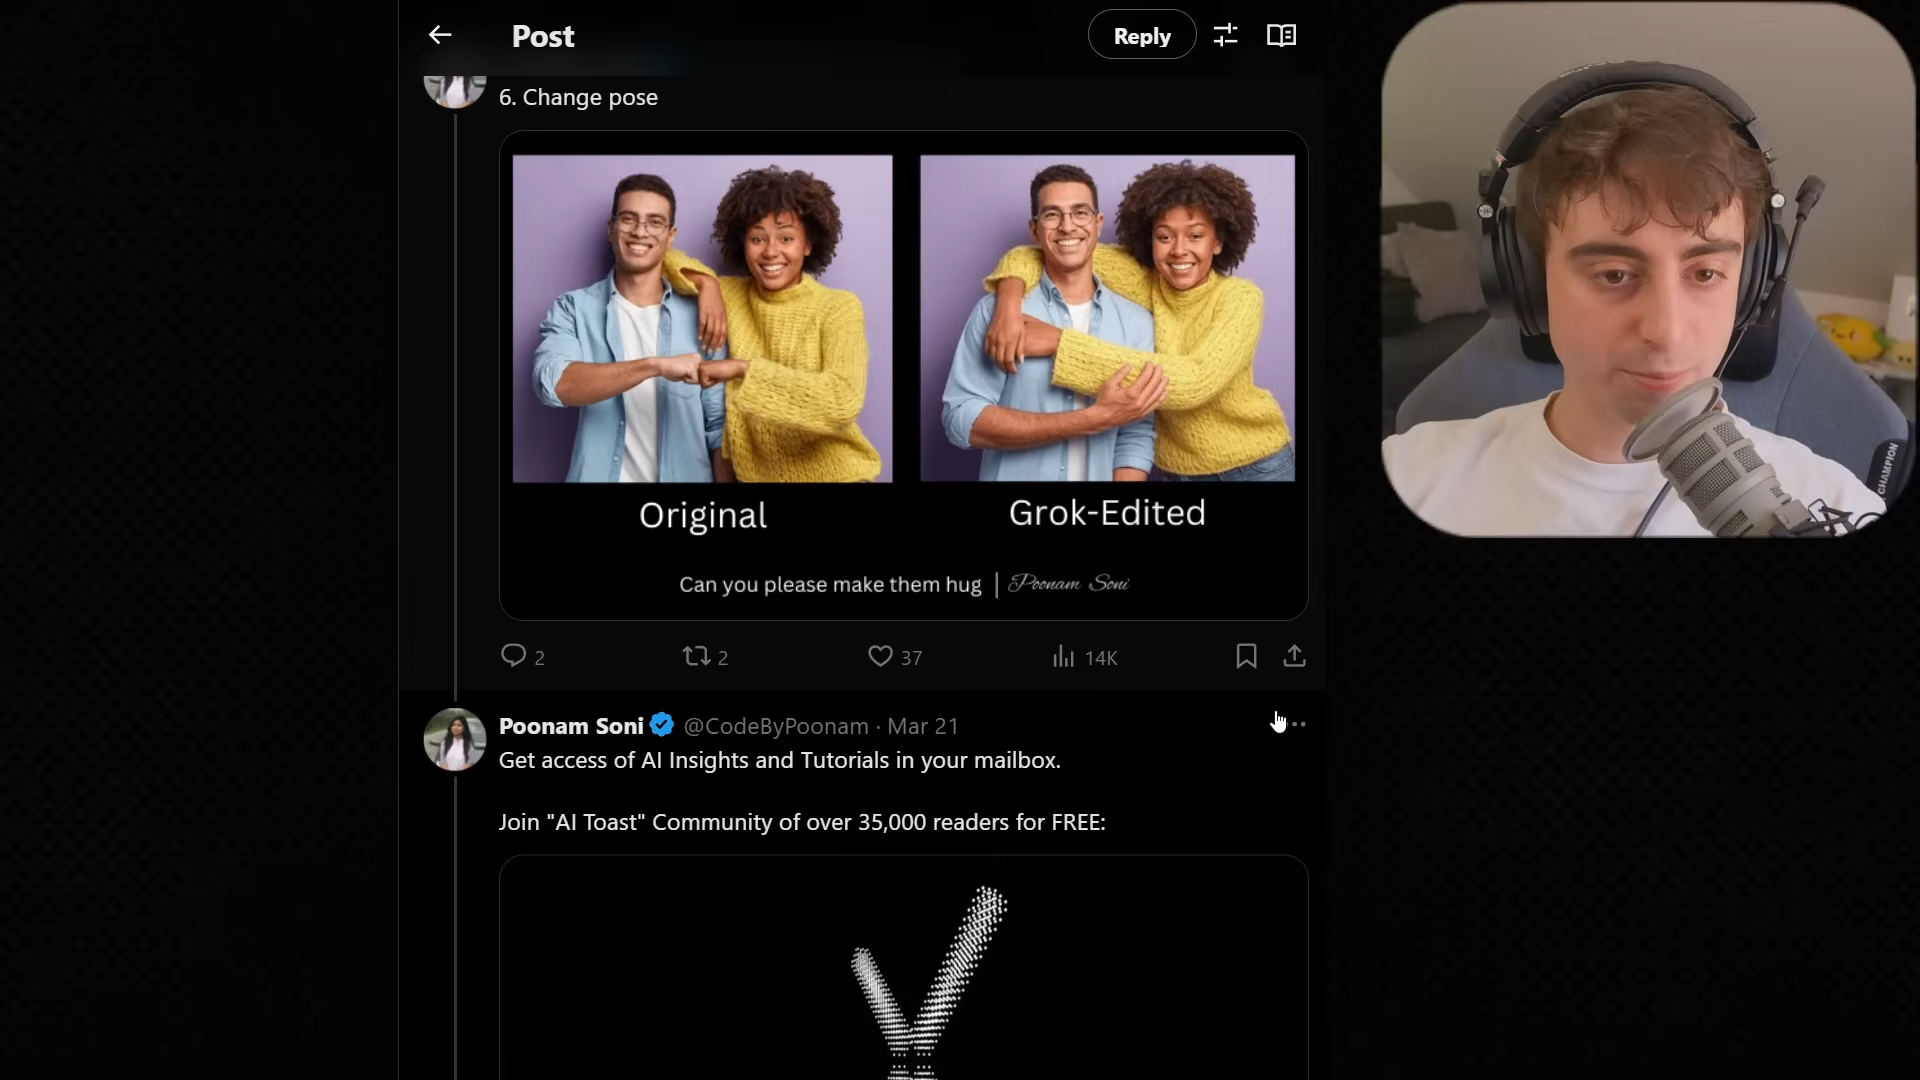 Post
Reply
6. Change pose
Original
Grok-Edited
Can you please make them hug | Poonam Soni
2
2
37
14K
Poonam Soni @CodeByPoonam · Mar 21
Get access of AI Insights and Tutorials in your mailbox.
Join "AI Toast" Community of over 35,000 readers for FREE:
CHAMPION